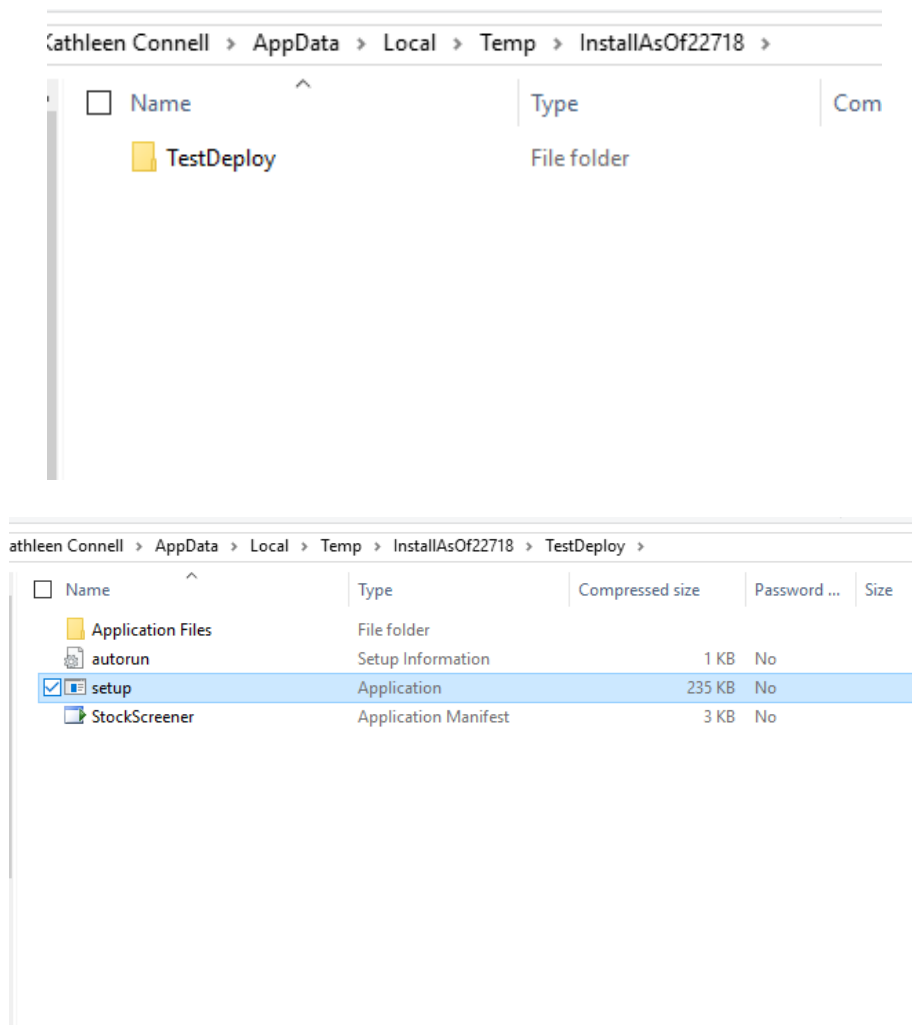 Kathleen Connell > AppData > Local > Temp > InstallAsOf22718 >
Name Type Com
TestDeploy File folder
athleen Connell > AppData > Local > Temp > InstallAsOf22718 > TestDeploy >
Name Type Compressed size Password ... Size
Application Files File folder
autorun Setup Information 1 KB No
setup Application 235 KB No
StockScreener Application Manifest 3 KB No